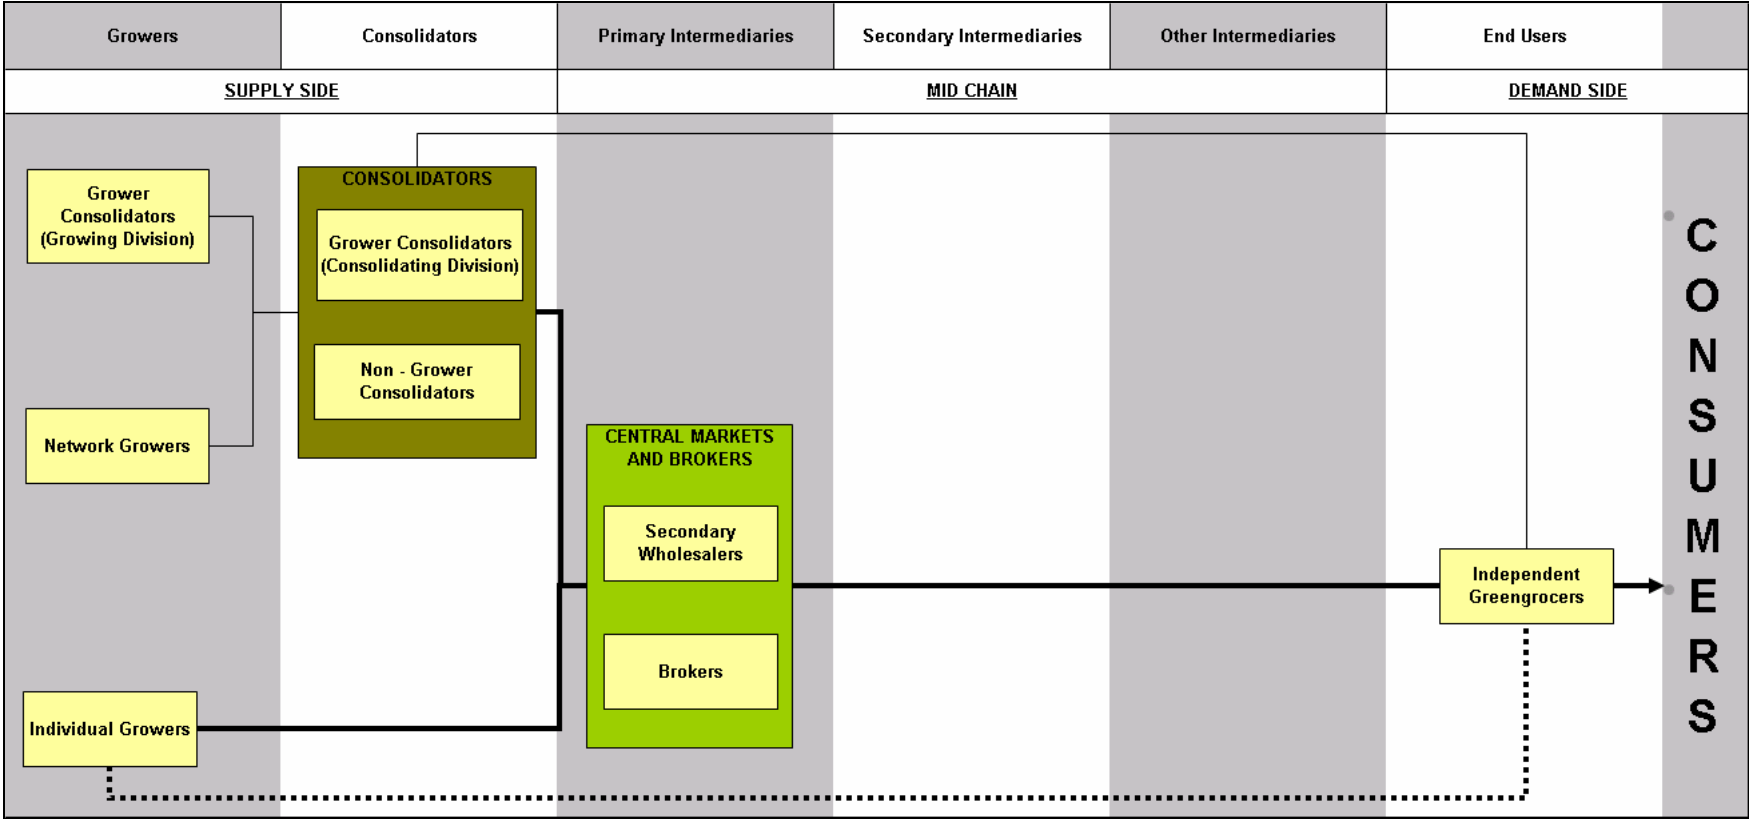 Growers
Consolidators
Primary Intermediaries
Secondary Intermediaries
Other Intermediaries
End Users
SUPPLY SIDE
MID CHAIN
DEMAND SIDE
Grower
Consolidators
(Growing Division)
Network Growers
Individual Growers
CONSOLIDATORS
Grower Consolidators
(Consolidating Division)
Non - Grower
Consolidators
CENTRAL MARKETS
AND BROKERS
Secondary
Wholesalers
Brokers
Independent
Greengrocers
C
O
N
S
U
M
E
R
S